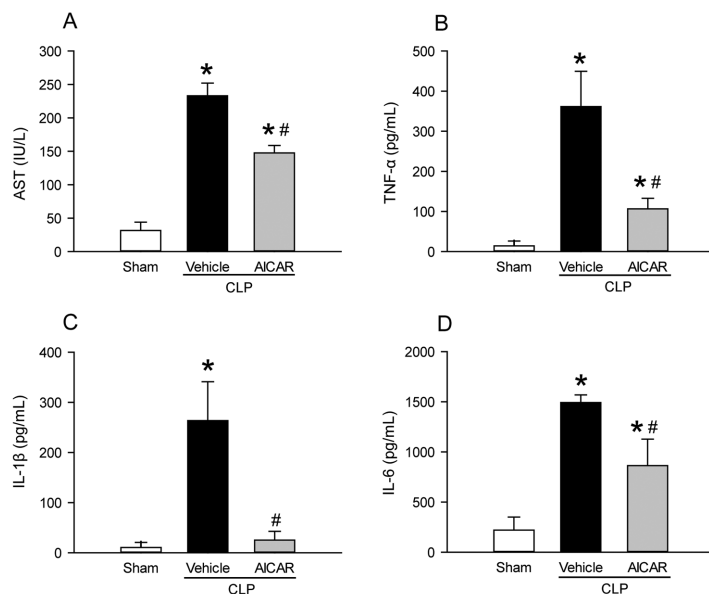 A
AST (IU/L)
300
250
200
150
100
50
0
*
* #
Sham
Vehicle
AICAR
CLP
B
TNF-α (pg/mL)
500
400
300
200
100
0
*
* #
Sham
Vehicle
AICAR
CLP
C
IL-1β (pg/mL)
400
300
200
100
0
*
#
Sham
Vehicle
AICAR
CLP
D
IL-6 (pg/mL)
2000
1500
1000
500
0
*
* #
Sham
Vehicle
AICAR
CLP